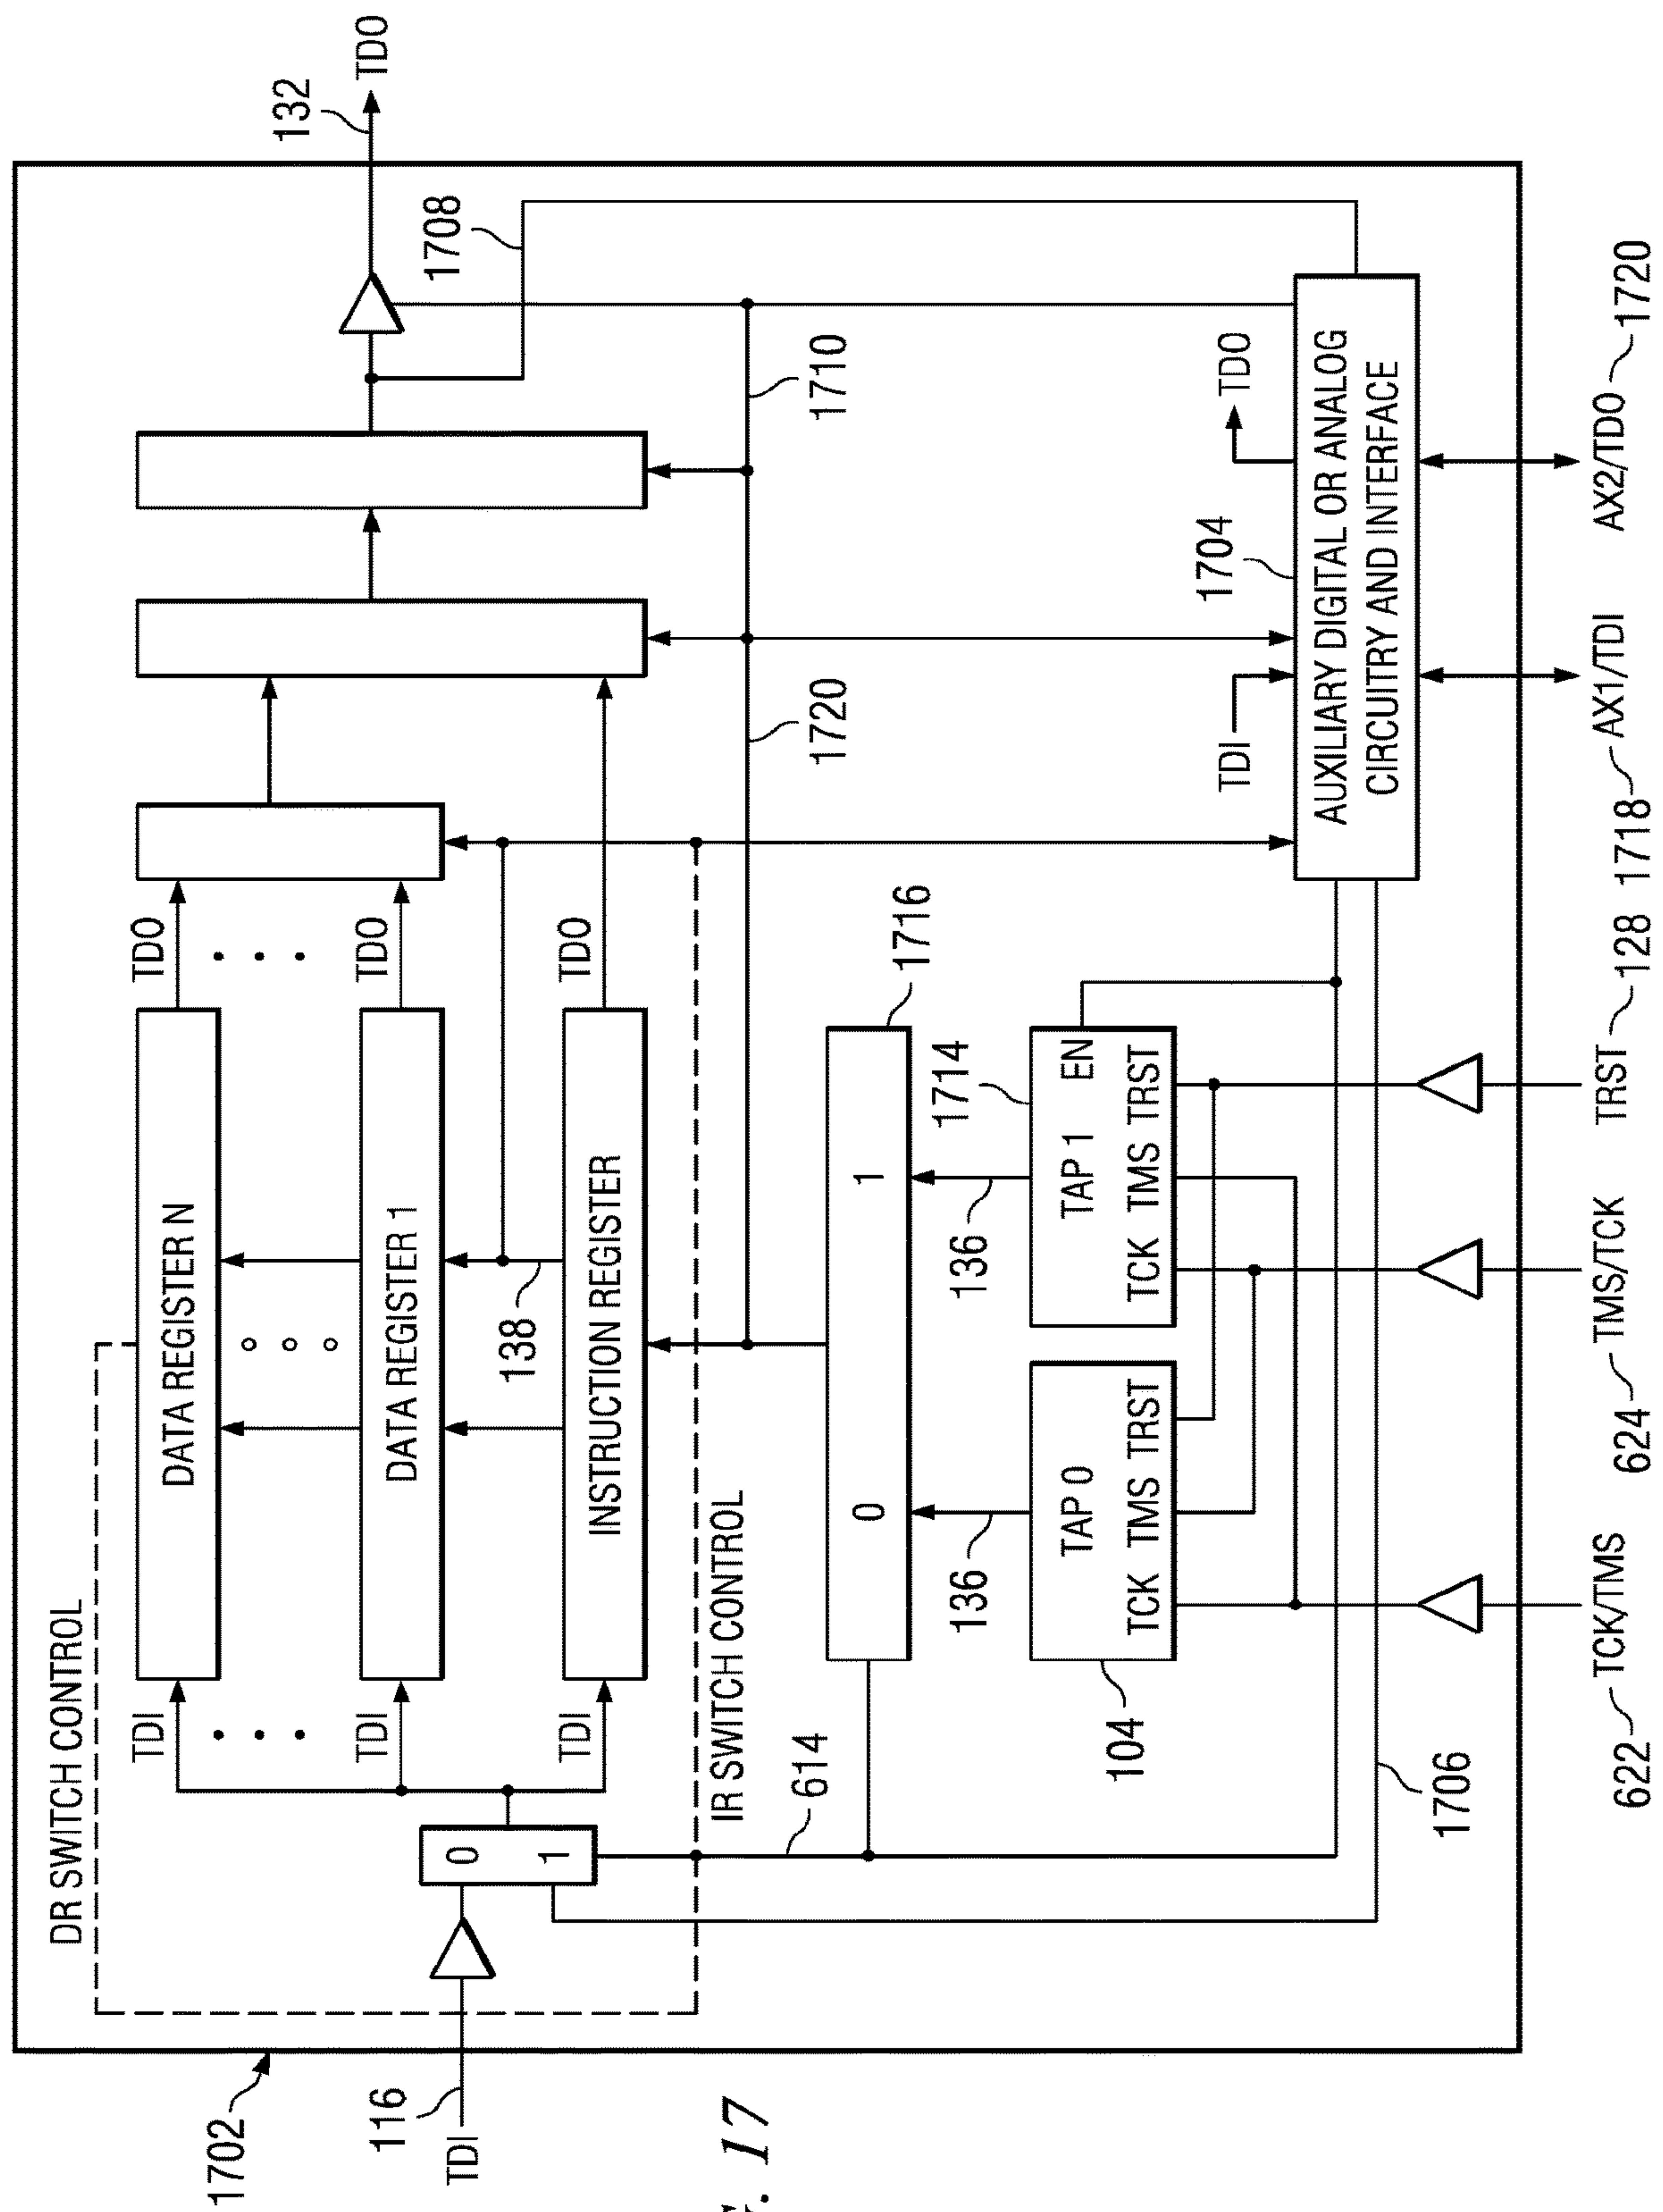 1702
116
TDI
DR SWITCH CONTROL
TDI
DATA REGISTER N
TDO
TDI
DATA REGISTER 1
TDO
138
TDI
INSTRUCTION REGISTER
TDO
0
1
IR SWITCH CONTROL
614
132
TDO
1708
1720
1710
0
1
1716
136
136
TAP 0
TCK TMS TRST
104
1714
TAP 1 EN
TCK TMS TRST
1706
TDI
1704
TDO
AUXILIARY DIGITAL OR ANALOG
CIRCUITRY AND INTERFACE
622 TCK/TMS
624 TMS/TCK
TRST 128
1718 AX1/TDI
AX2/TDO 1720
17